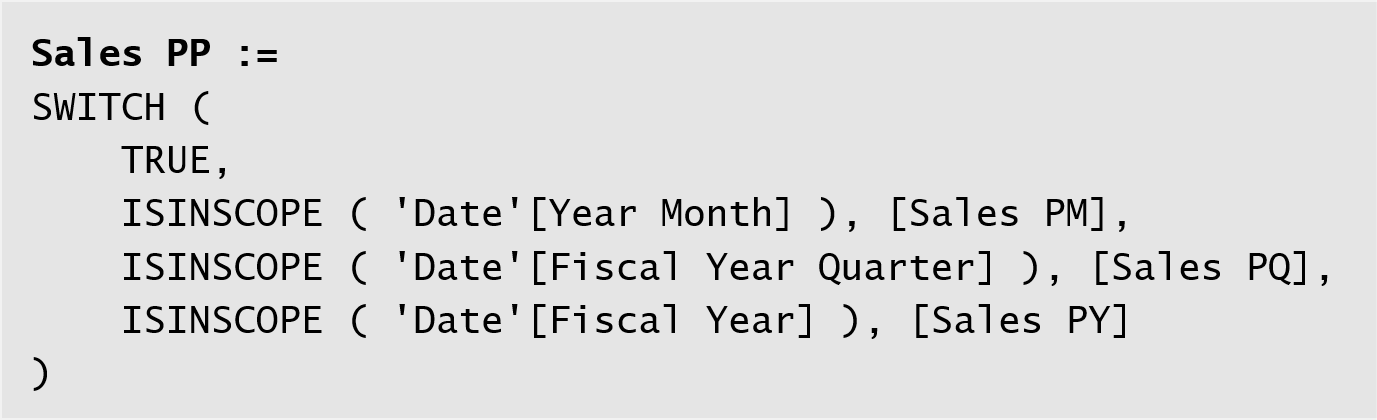 Sales PP :=
SWITCH (
    TRUE,
    ISINSCOPE ( 'Date'[Year Month] ), [Sales PM],
    ISINSCOPE ( 'Date'[Fiscal Year Quarter] ), [Sales PQ],
    ISINSCOPE ( 'Date'[Fiscal Year] ), [Sales PY]
)